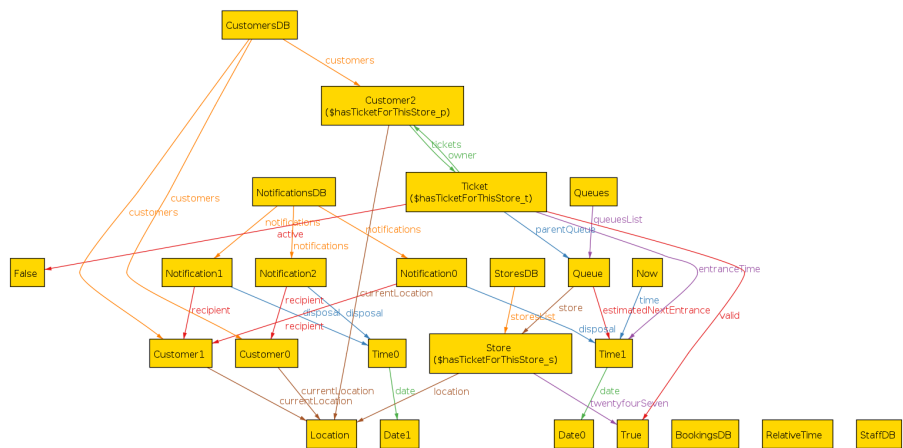 CustomersDB
customers
Customer2
($hasTicketForThisStore_p)
tickets
owner
NotificationsDB
Ticket
($hasTicketForThisStore_t)
Queues
customers
customers
notifications
active
notifications
notifications
parentQueue
queuesList
entranceTime
False
Notification1
Notification2
Notification0
StoresDB
Queue
Now
currentLocation
recipient
recipient
recipient
disposal
disposal
disposal
storesList
store
estimatedNextEntrance
time
valid
Customer1
Customer0
Time0
Store
($hasTicketForThisStore_s)
Time1
currentLocation
currentLocation
date
location
twentyfourSeven
date
Location
Date1
Date0
True
BookingsDB
RelativeTime
StaffDB